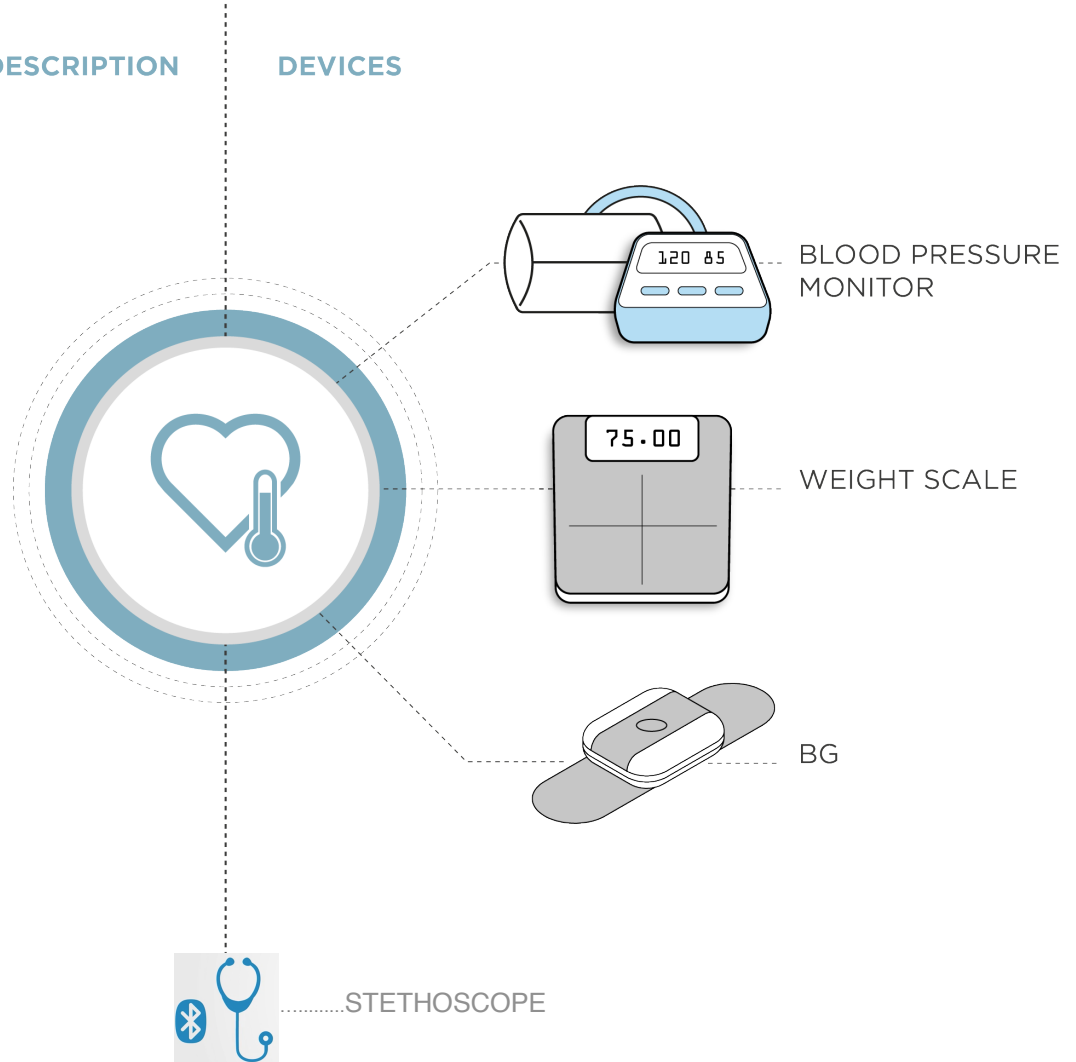 DESCRIPTION
DEVICES
120 85
BLOOD PRESSURE
MONITOR
75.00
WEIGHT SCALE
BG
STETHOSCOPE